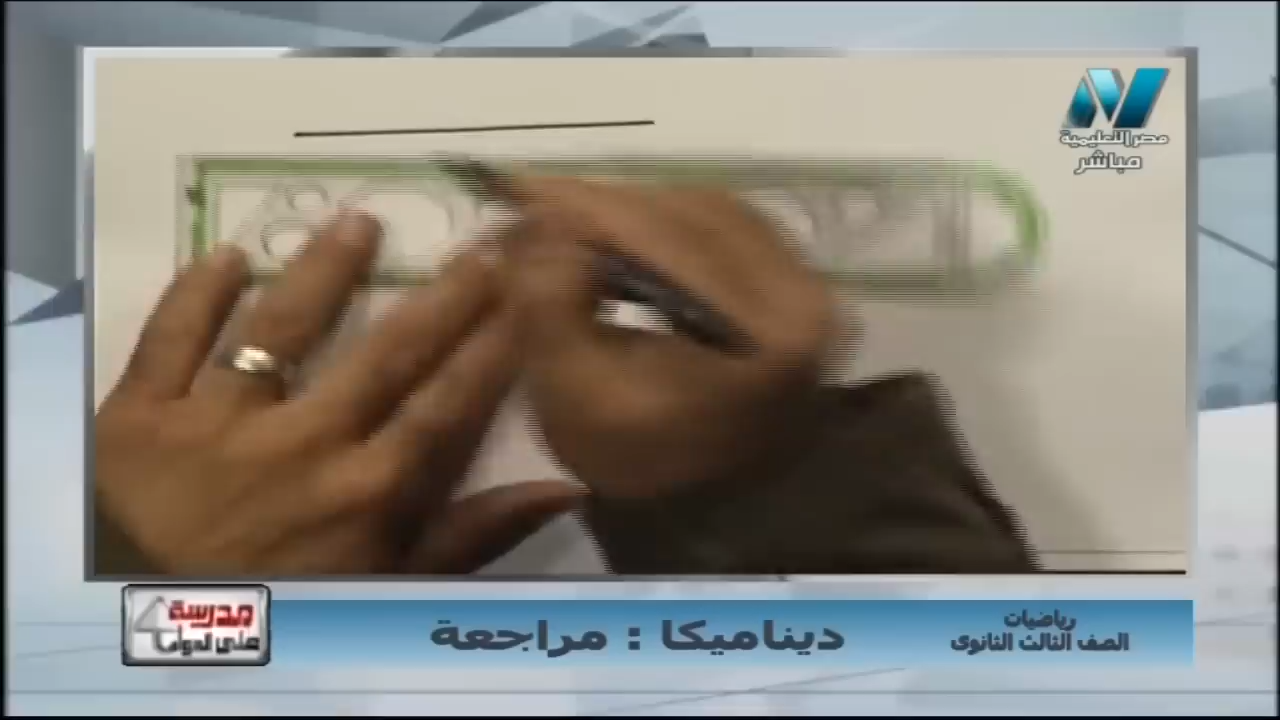 مصر التعليمية
مباشر
رياضيات
الصف الثالث الثانوى
ديناميكا : مراجعة
مدرسة
على الهواء